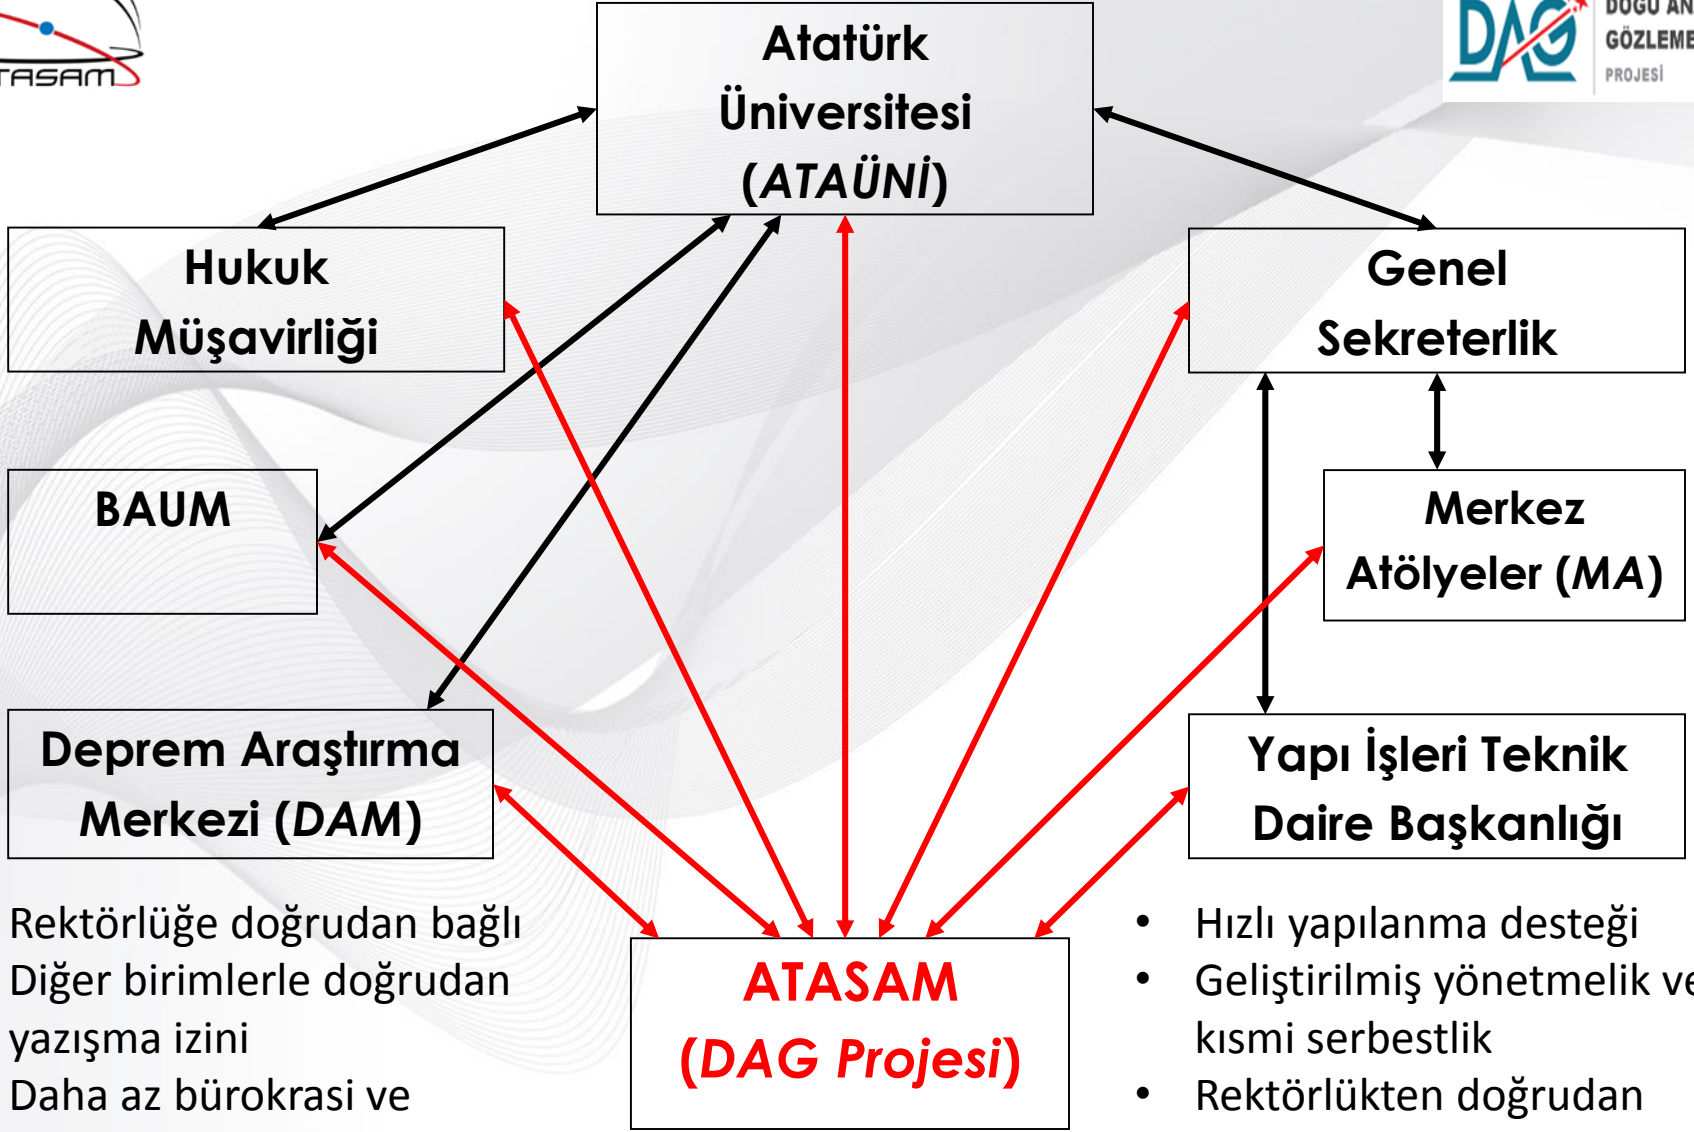 TASAM
DAG
DOĞU AN
GÖZLEME
PROJESİ
Atatürk
Üniversitesi
(ATAÜNİ)
Hukuk
Müşavirliği
Genel
Sekreterlik
BAUM
Merkez
Atölyeler (MA)
Deprem Araştırma
Merkezi (DAM)
Yapı İşleri Teknik
Daire Başkanlığı
Rektörlüğe doğrudan bağlı
Diğer birimlerle doğrudan
yazışma izini
Daha az bürokrasi ve
ATASAM
(DAG Projesi)
• Hızlı yapılanma desteği
• Geliştirilmiş yönetmelik ve
kısmi serbestlik
• Rektörlükten doğrudan